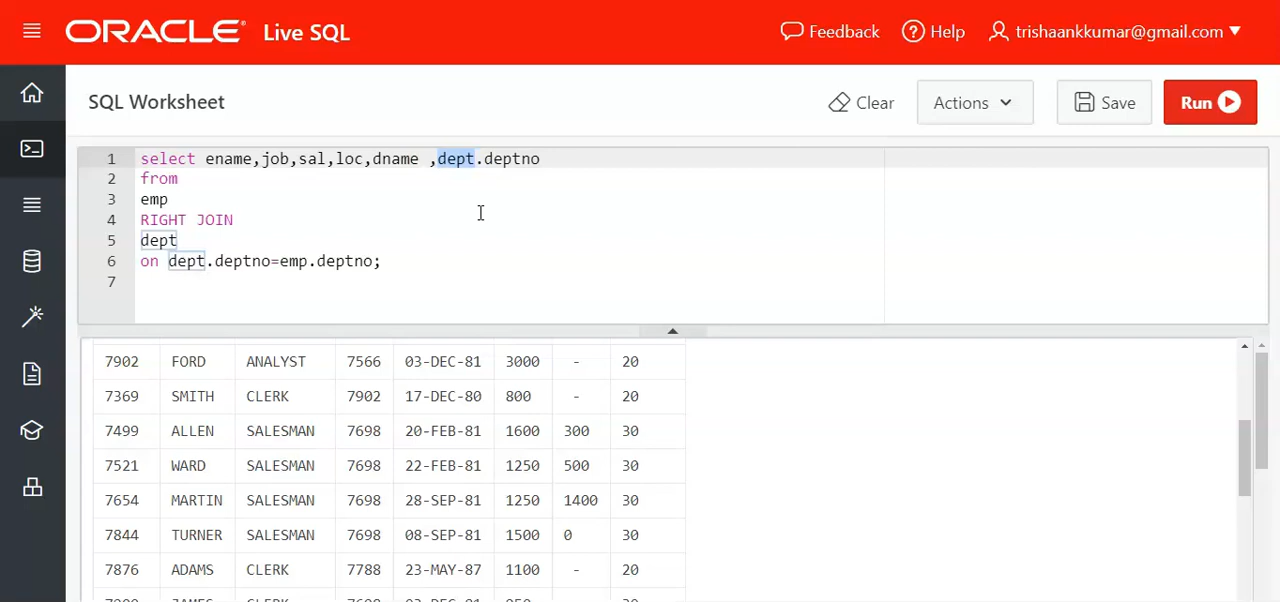 ORACLE® Live SQL Feedback Help trishaankkumar@gmail.com
SQL Worksheet Clear Actions Save Run
1 select ename,job,sal,loc,dname ,dept.deptno
2 from
3 emp
4 RIGHT JOIN
5 dept
6 on dept.deptno=emp.deptno;
7
7902 FORD ANALYST 7566 03-DEC-81 3000 - 20
7369 SMITH CLERK 7902 17-DEC-80 800 - 20
7499 ALLEN SALESMAN 7698 20-FEB-81 1600 300 30
7521 WARD SALESMAN 7698 22-FEB-81 1250 500 30
7654 MARTIN SALESMAN 7698 28-SEP-81 1250 1400 30
7844 TURNER SALESMAN 7698 08-SEP-81 1500 0 30
7876 ADAMS CLERK 7788 23-MAY-87 1100 - 20